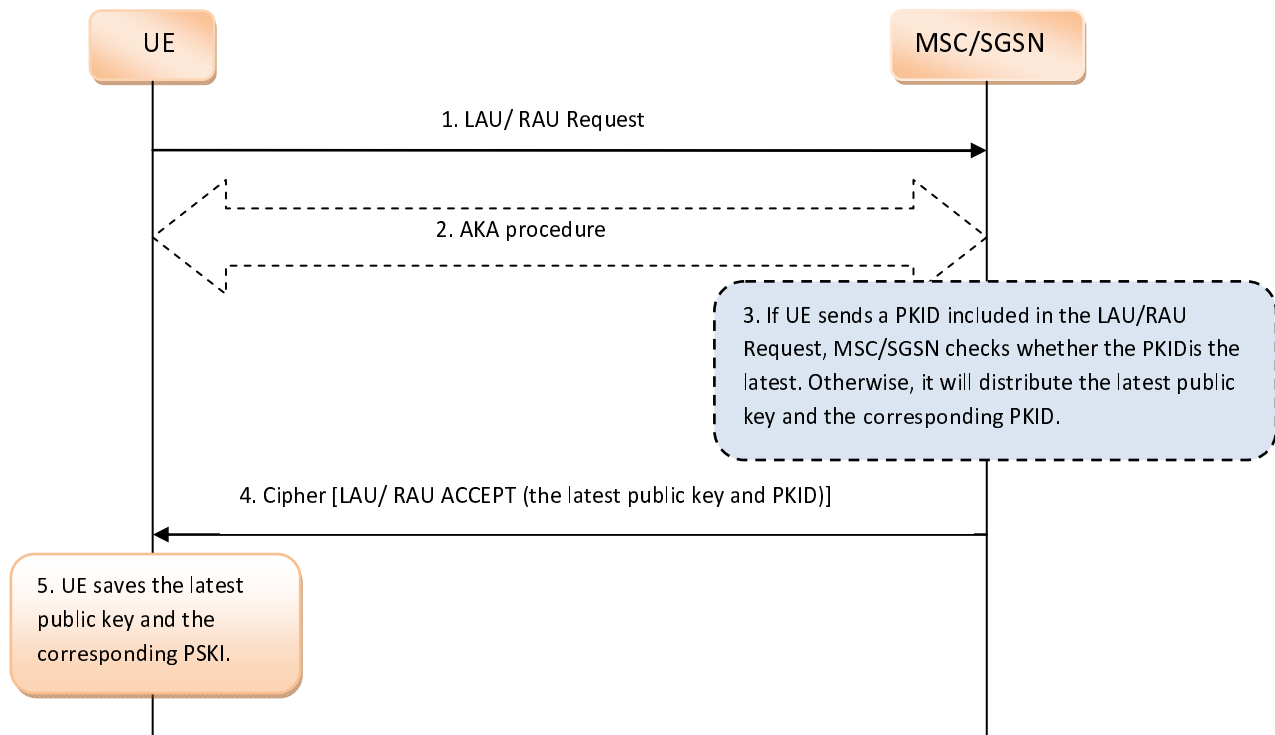 UE
MSC/SGSN
1. LAU/ RAU Request
2. AKA procedure
3. If UE sends a PKID included in the LAU/RAU
Request, MSC/SGSN checks whether the PKIDis the
latest. Otherwise, it will distribute the latest public
key and the corresponding PKID.
4. Cipher [LAU/ RAU ACCEPT (the latest public key and PKID)]
5. UE saves the latest
public key and the
corresponding PSKI.